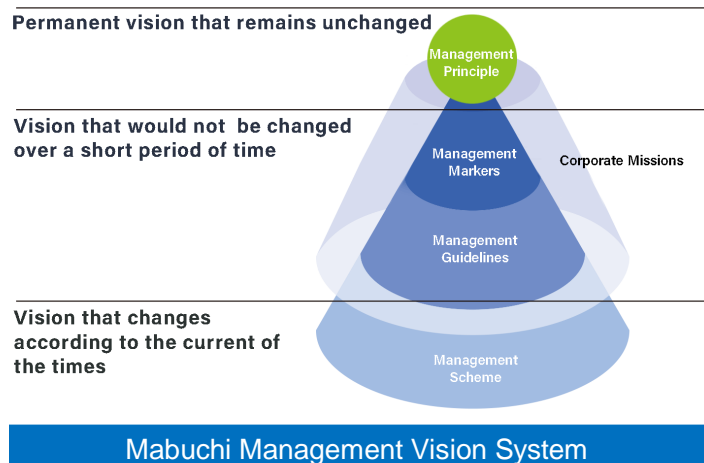 Permanent vision that remains unchanged
Management
Principle
Vision that would not be changed
over a short period of time
Management
Markers
Corporate Missions
Management
Guidelines
Vision that changes
according to the current of
the times
Management
Scheme
Mabuchi Management Vision System